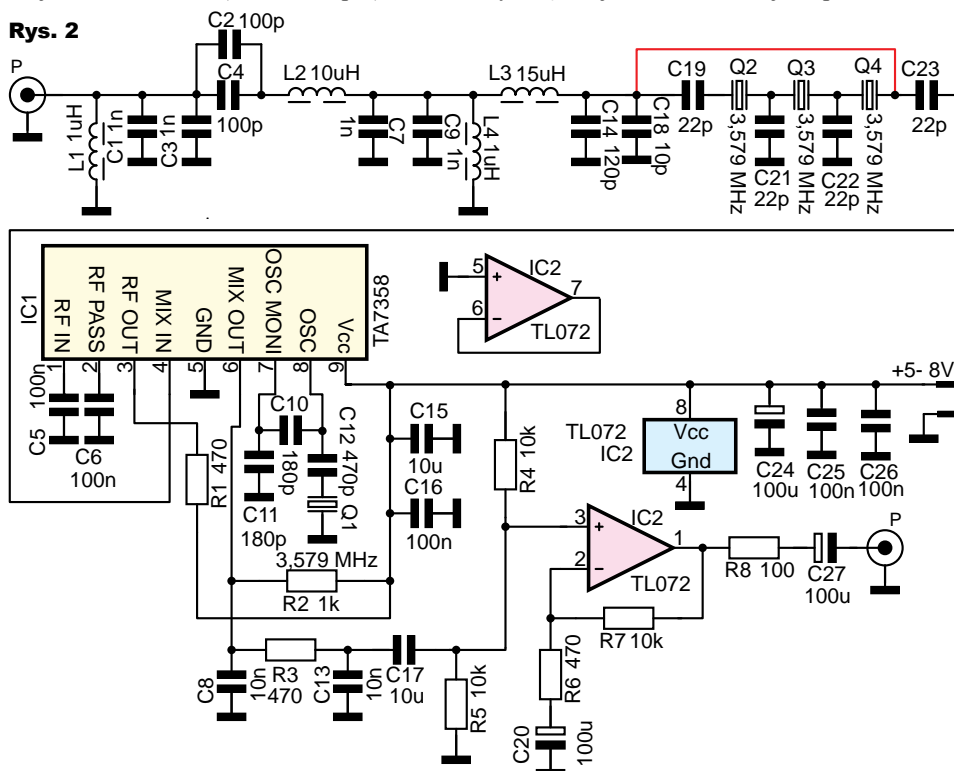 Rys. 2
P
C2 100p
C4
100p
L2 10uH
L3 15uH
C19
22p
Q2
Q3
Q4
C23
22p
L1 1uH
C1 1n
C3 1n
1n
C7
C9 1n
L4 1uH
C14 120p
C18 10p
3,579 MHz
C21
22p
3,579 MHz
C22
22p
3,579 MHz
IC1
RF IN
RF PASS
RF OUT
MIX IN
GND
MIX OUT
OSC MONI
OSC
Vcc
TA7358
1
2
3
4
5
6
7
8
9
5
+
6
−
7
IC2
TL072
+5- 8V
100n
C5
C6
100n
R1 470
C10
180p
C11
180p
C12 470p
Q1
3,579 MHz
C15
10u
C16
100n
R2 1k
R4 10k
TL072
IC2
8
Vcc
Gnd
4
C24
100u
C25
100n
C26
100n
3
+
2
−
1
IC2
TL072
R8 100
C27
100u
P
R7 10k
R6 470
C20
100u
C8
10n
R3
470
C13
10n
C17
10u
R5 10k